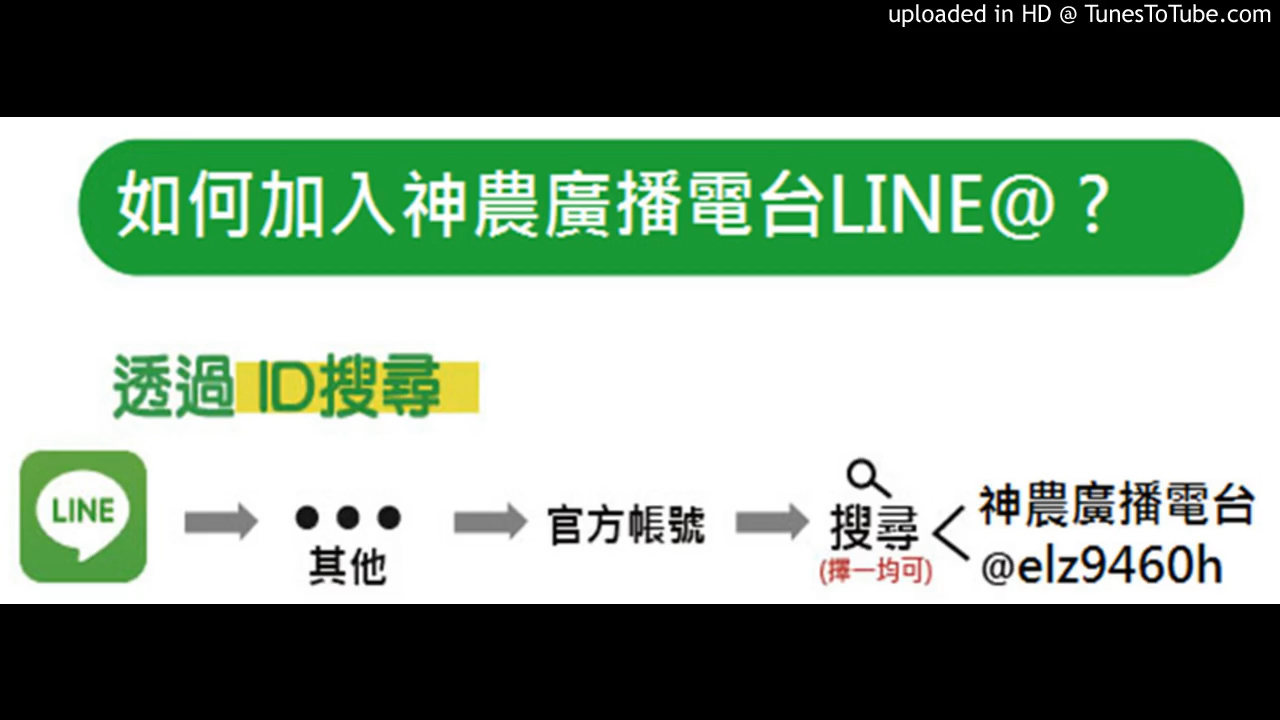 uploaded in HD @ TunesToTube.com
如何加入神農廣播電台LINE@？
透過 ID搜尋
LINE
其他
官方帳號
搜尋
(擇一均可)
神農廣播電台
@elz9460h